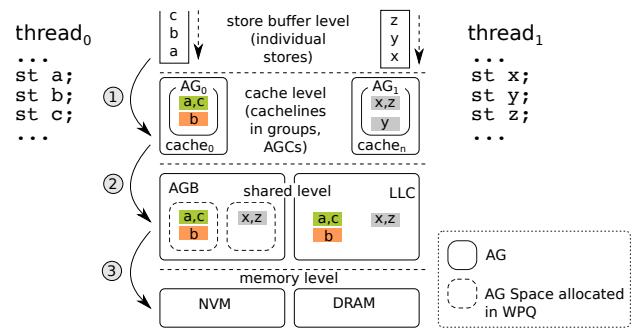 thread0
...
st a;
st b;
st c;
...
c
b
a
store buffer level
(individual
stores)
z
y
x
thread1
...
st x;
st y;
st z;
...
1
AG0
a,c
b
cache0
cache level
(cachelines
in groups,
AGCs)
AG1
x,z
y
cachen
2
AGB
shared level
LLC
a,c
b
x,z
a,c
b
x,z
3
memory level
NVM
DRAM
AG
AG Space allocated
in WPQ